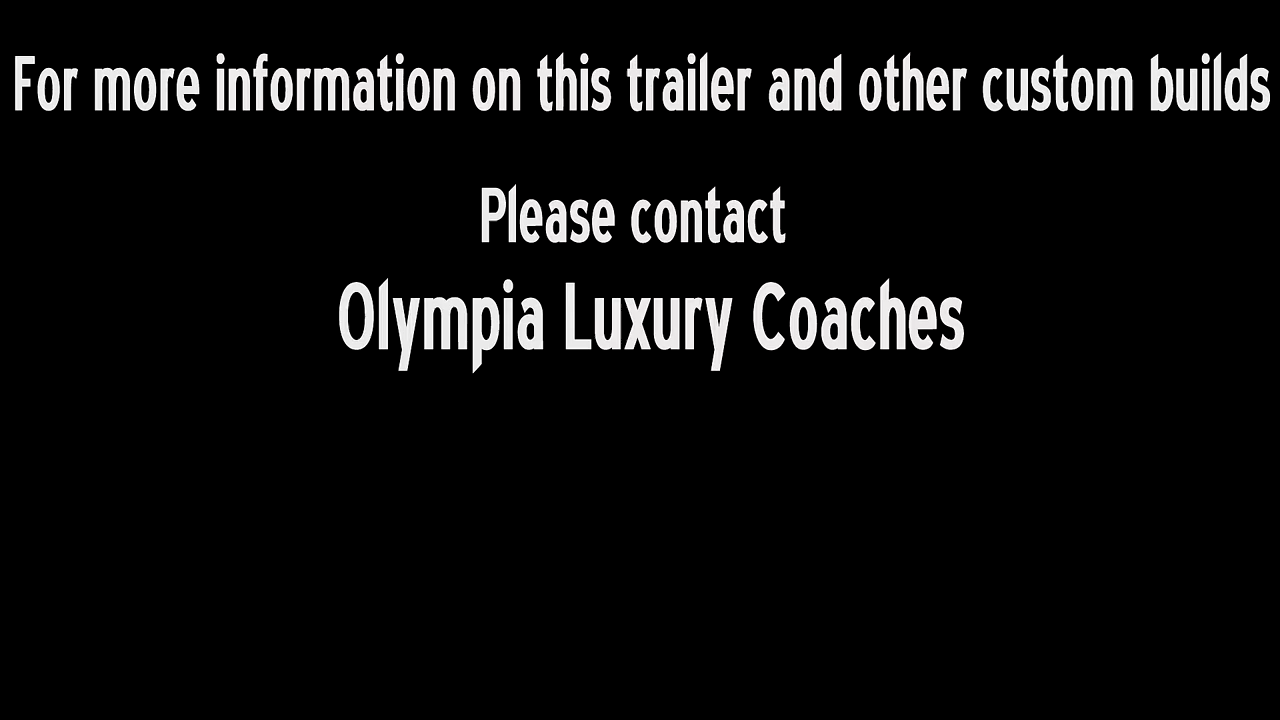 For more information on this trailer and other custom builds
Please contact
Olympia Luxury Coaches